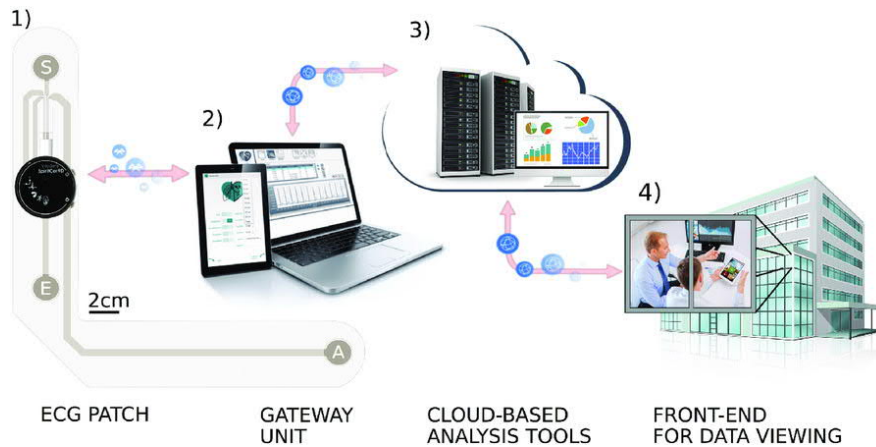 1)
S
E
2cm
A
2)
3)
4)
ECG PATCH
GATEWAY
UNIT
CLOUD-BASED
ANALYSIS TOOLS
FRONT-END
FOR DATA VIEWING